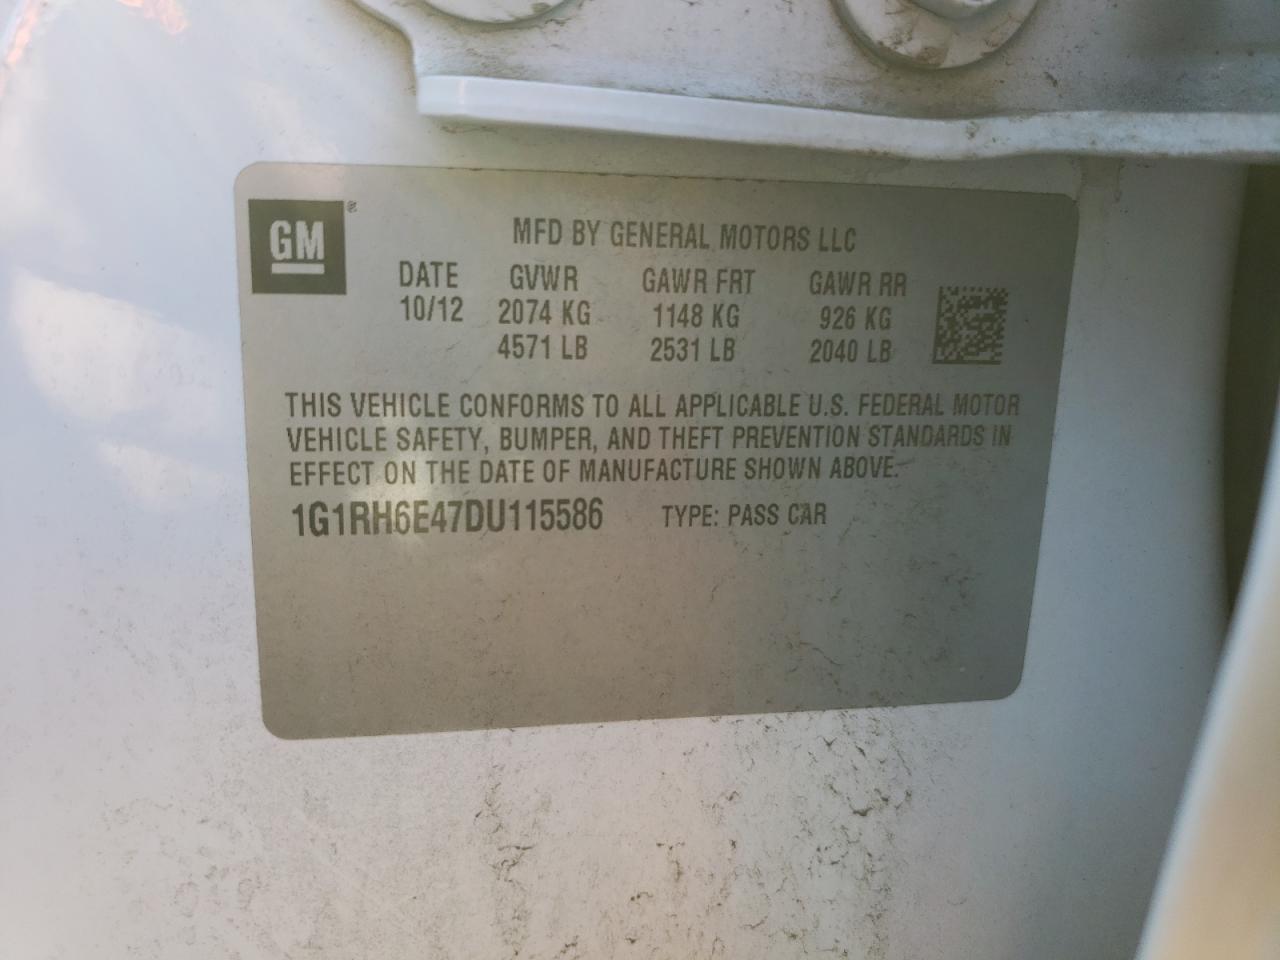 GM®
MFD BY GENERAL MOTORS LLC
DATE GVWR GAWR FRT GAWR RR
10/12 2074 KG 1148 KG 926 KG
4571 LB 2531 LB 2040 LB
THIS VEHICLE CONFORMS TO ALL APPLICABLE U.S. FEDERAL MOTOR
VEHICLE SAFETY, BUMPER, AND THEFT PREVENTION STANDARDS IN
EFFECT ON THE DATE OF MANUFACTURE SHOWN ABOVE.
1G1RH6E47DU115586 TYPE: PASS CAR